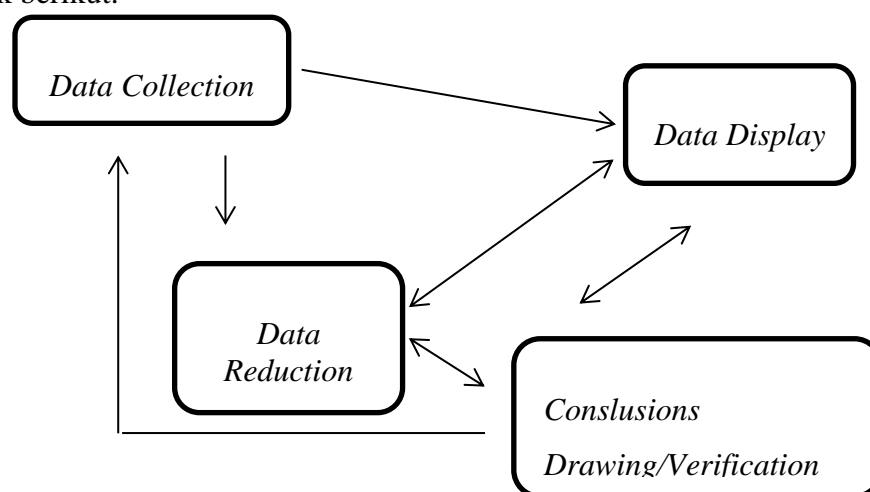 k berikut:
Data Collection
Data Display
Data
Reduction
Conslusions
Drawing/Verification